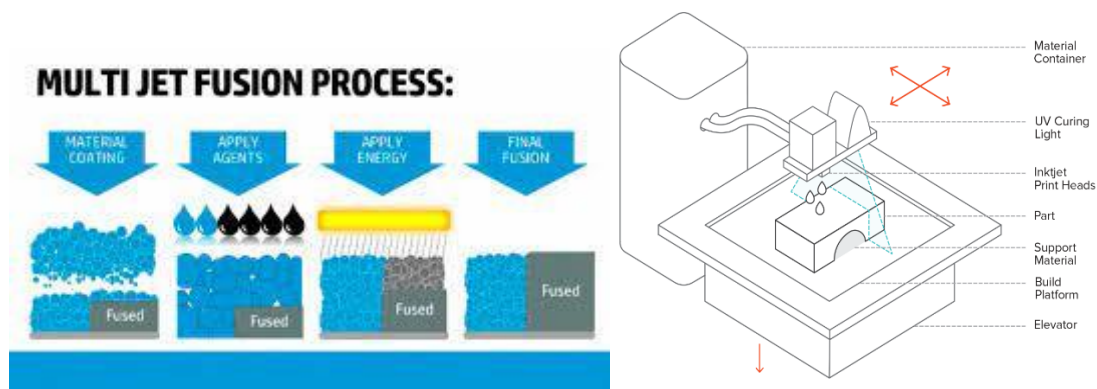 MULTI JET FUSION PROCESS:
MATERIAL
COATING
APPLY
AGENTS
APPLY
ENERGY
FINAL
FUSION
Fused
Fused
Fused
Fused
Material
Container
UV Curing
Light
Inktjet
Print Heads
Part
Support
Material
Build
Platform
Elevator